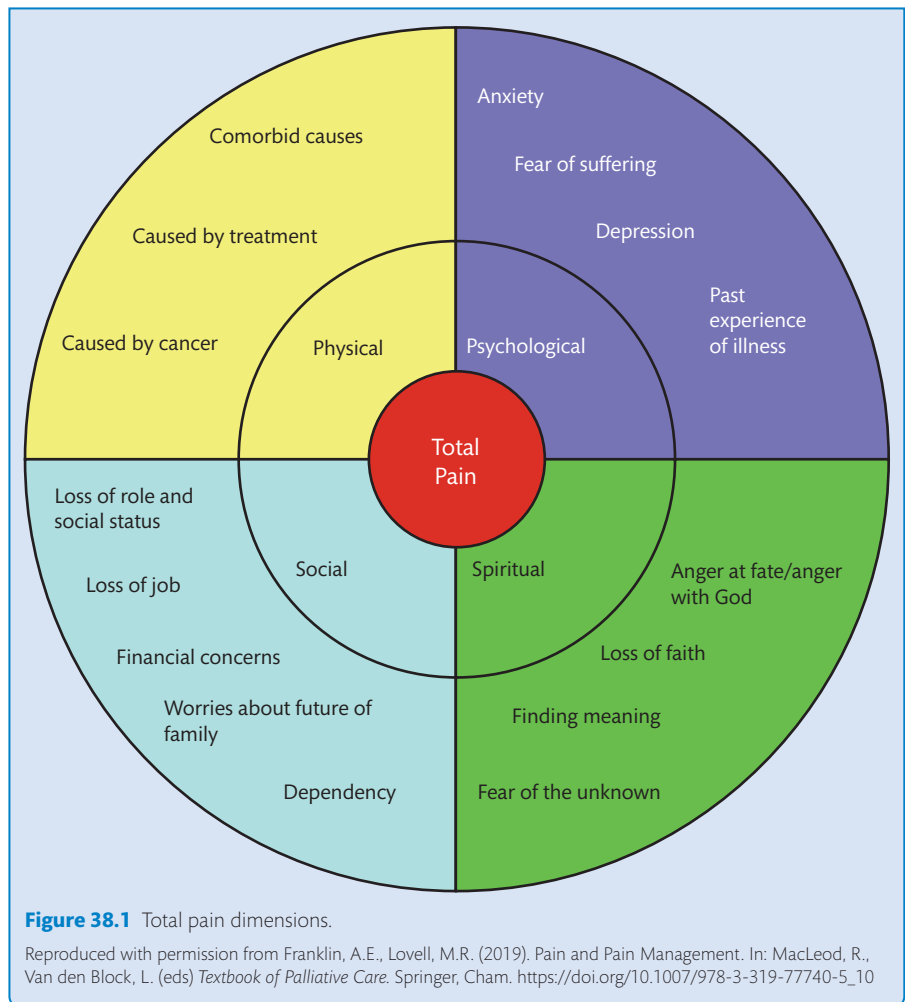 Anxiety
Comorbid causes
Fear of suffering
Caused by treatment
Depression
Past
experience
of illness
Caused by cancer
Physical
Psychological
Total
Pain
Loss of role and
social status
Loss of job
Social
Financial concerns
Worries about future of
family
Dependency
Spiritual
Anger at fate/anger
with God
Loss of faith
Finding meaning
Fear of the unknown
Figure 38.1 Total pain dimensions.
Reproduced with permission from Franklin, A.E., Lovell, M.R. (2019). Pain and Pain Management. In: MacLeod, R.,
Van den Block, L. (eds) Textbook of Palliative Care. Springer, Cham. https://doi.org/10.1007/978-3-319-77740-5_10